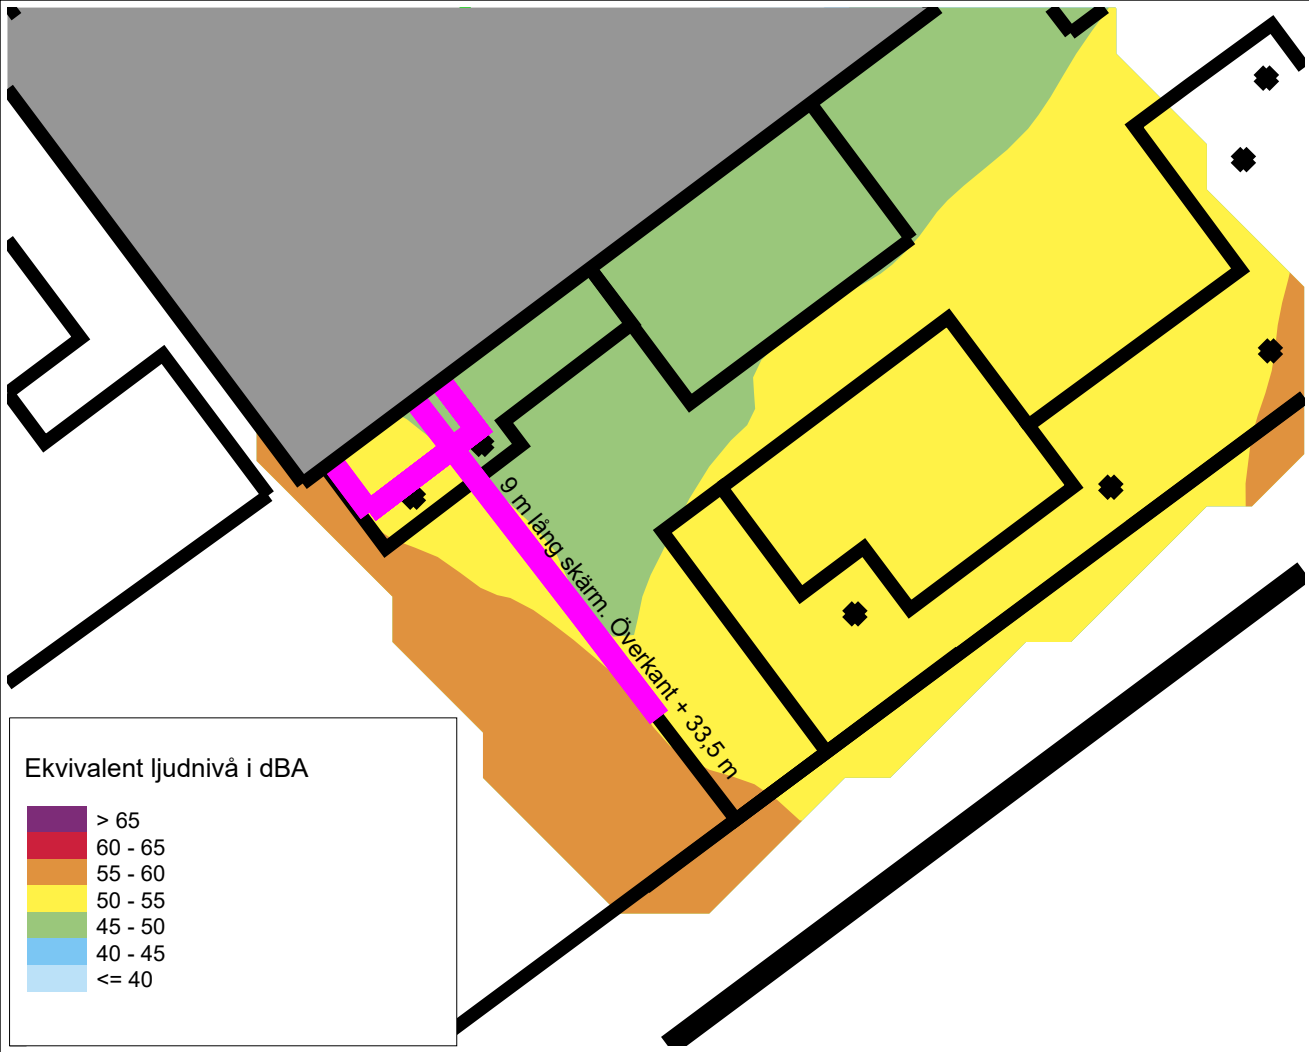 9 m lång skärm. Överkant + 33,5 m
Ekvivalent ljudnivå i dBA
> 65
60 - 65
55 - 60
50 - 55
45 - 50
40 - 45
<= 40